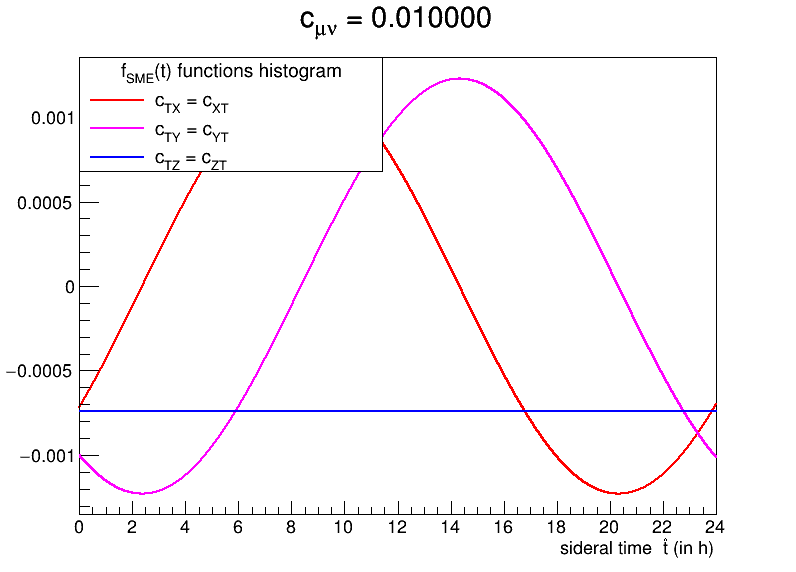 c_μν = 0.010000
f_SME(t) functions histogram
c_TX = c_XT
c_TY = c_YT
c_TZ = c_ZT
0.001
0.0005
0
−0.0005
−0.001
0 2 4 6 8 10 12 14 16 18 20 22 24
sideral time t̂ (in h)